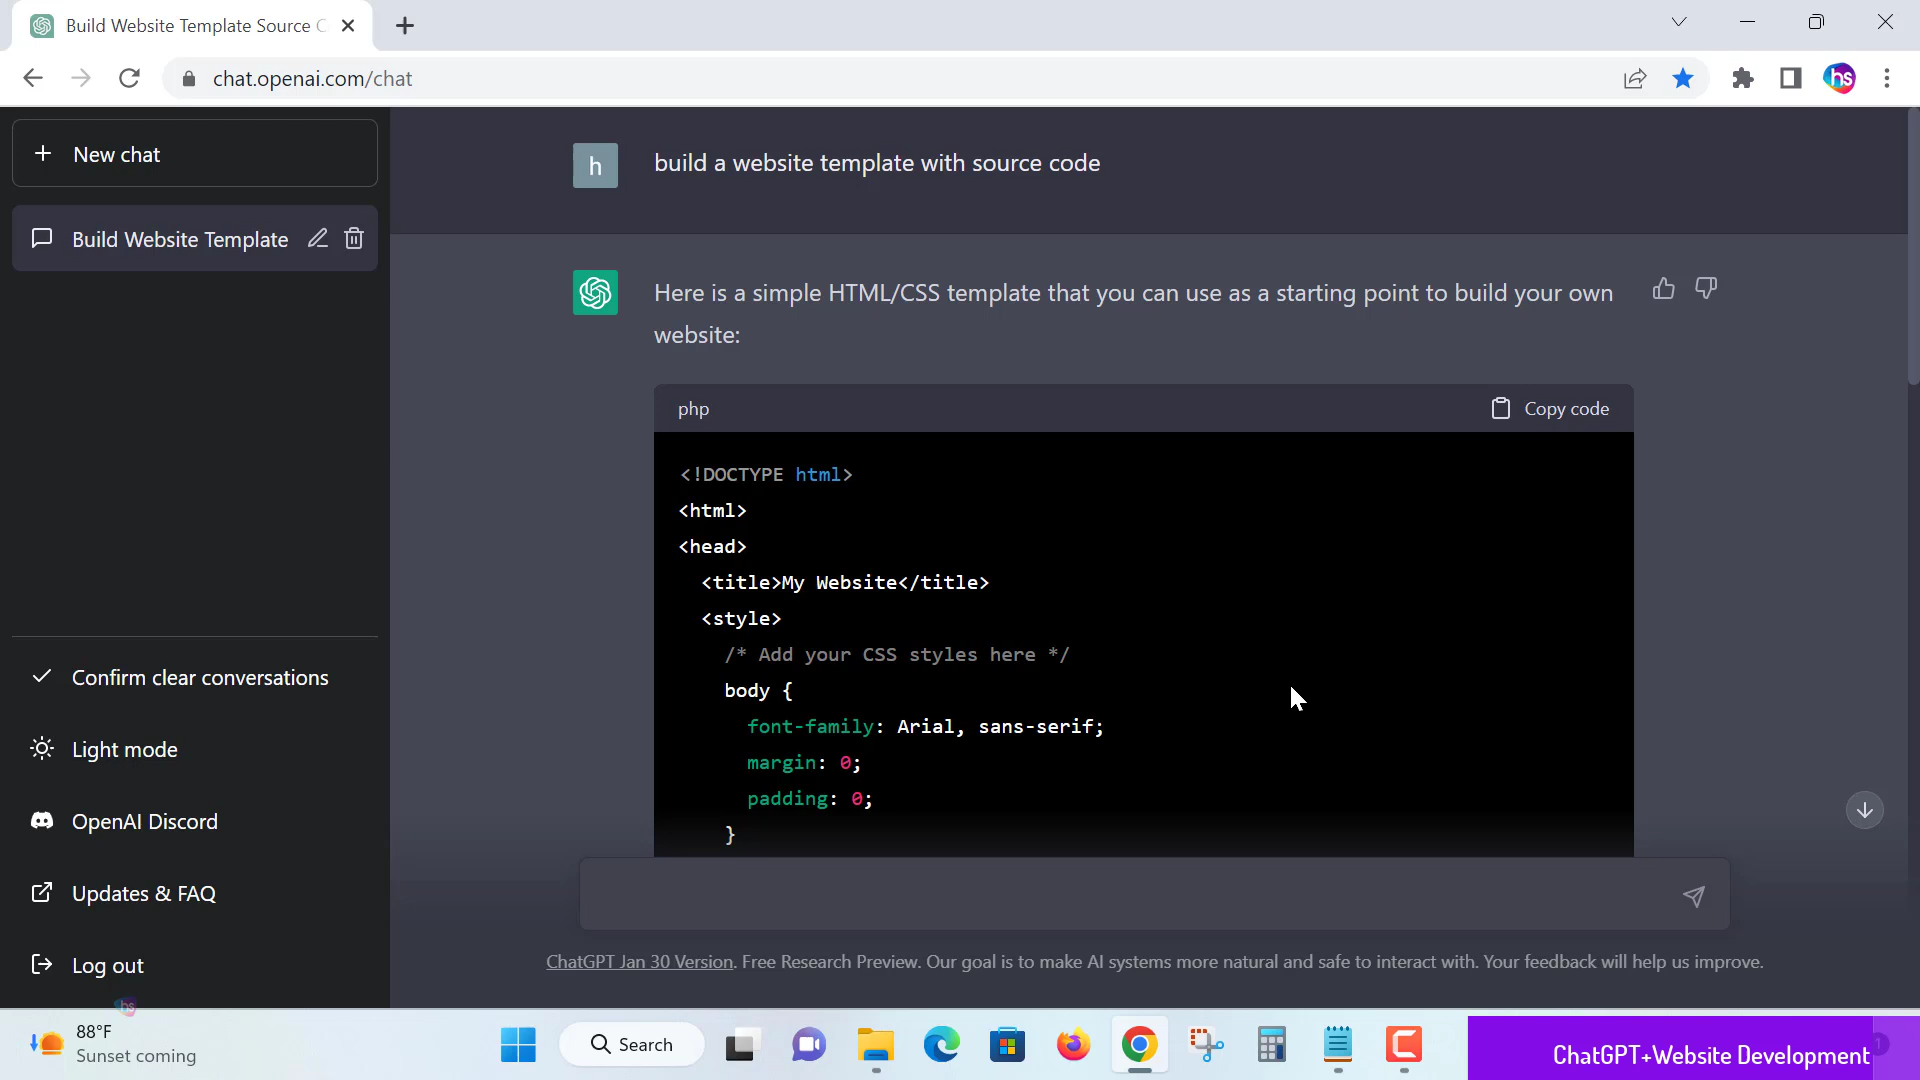 Build Website Template Source C
chat.openai.com/chat
hs
New chat
Build Website Template
Confirm clear conversations
Light mode
OpenAI Discord
Updates & FAQ
Log out
h
build a website template with source code
Here is a simple HTML/CSS template that you can use as a starting point to build your own
website:
php
Copy code
<!DOCTYPE html>
<html>
<head>
<title>My Website</title>
<style>
/* Add your CSS styles here */
body {
font-family: Arial, sans-serif;
margin: 0;
padding: 0;
}
ChatGPT Jan 30 Version. Free Research Preview. Our goal is to make AI systems more natural and safe to interact with. Your feedback will help us improve.
hs
88°F
Sunset coming
Search
ChatGPT+Website Development
1